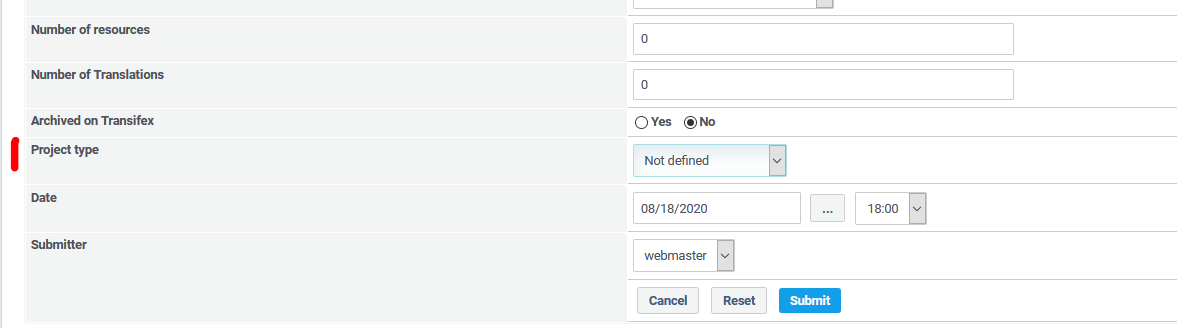 Number of resources
0
Number of Translations
0
Archived on Transifex
Yes No
Project type
Not defined
Date
08/18/2020 ... 18:00
Submitter
webmaster
Cancel Reset Submit